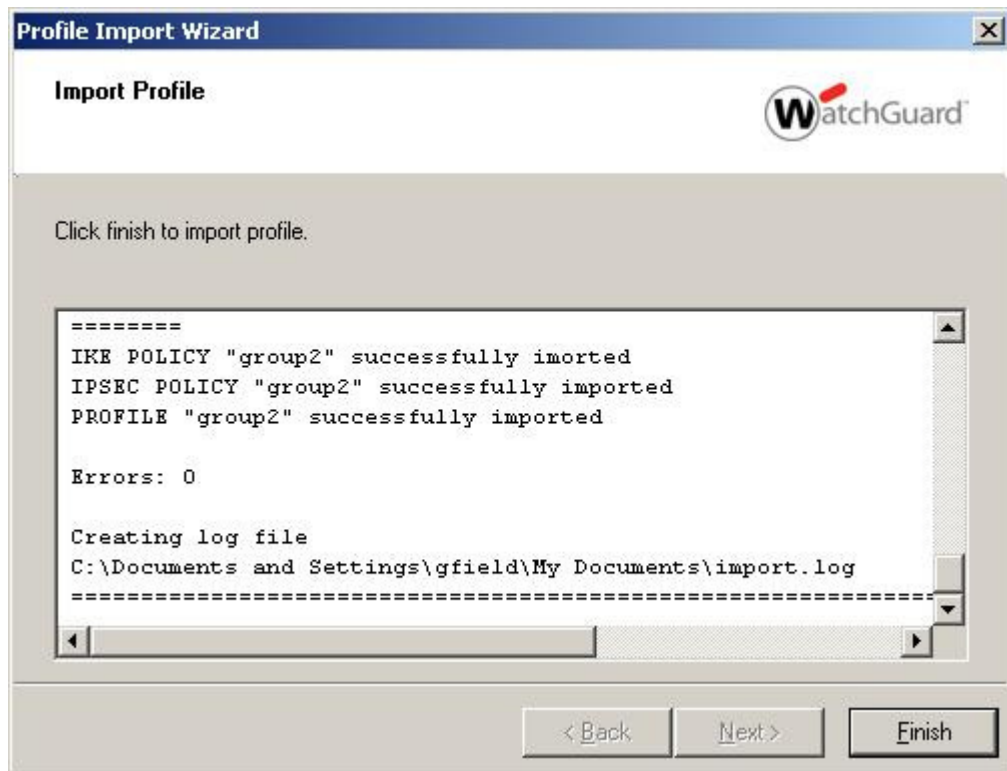 Profile Import Wizard
Import Profile
WatchGuard
Click finish to import profile.
========
IKE POLICY "group2" successfully imorted
IPSEC POLICY "group2" successfully imported
PROFILE "group2" successfully imported
Errors: 0
Creating log file
C:\Documents and Settings\gfield\My Documents\import.log
==============================================================
< Back
Next >
Finish